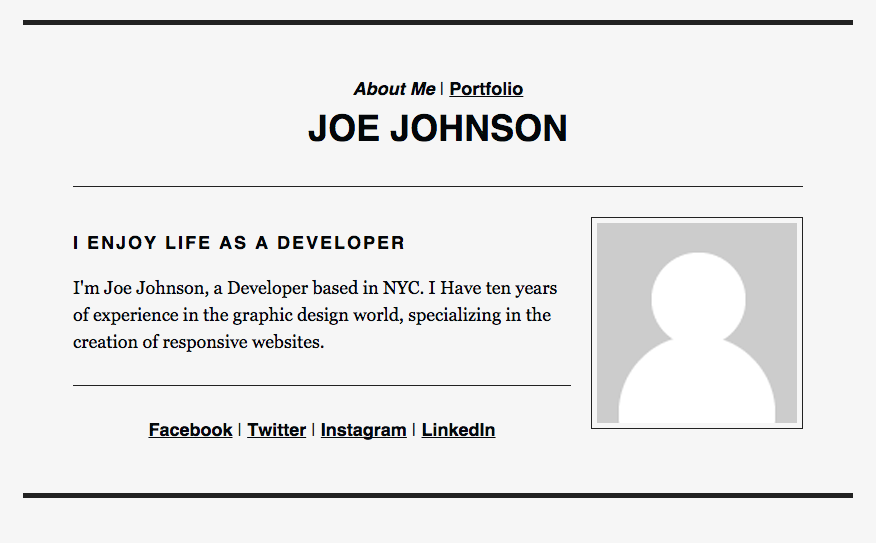 About Me | Portfolio
JOE JOHNSON
I ENJOY LIFE AS A DEVELOPER
I'm Joe Johnson, a Developer based in NYC. I Have ten years
of experience in the graphic design world, specializing in the
creation of responsive websites.
Facebook | Twitter | Instagram | LinkedIn